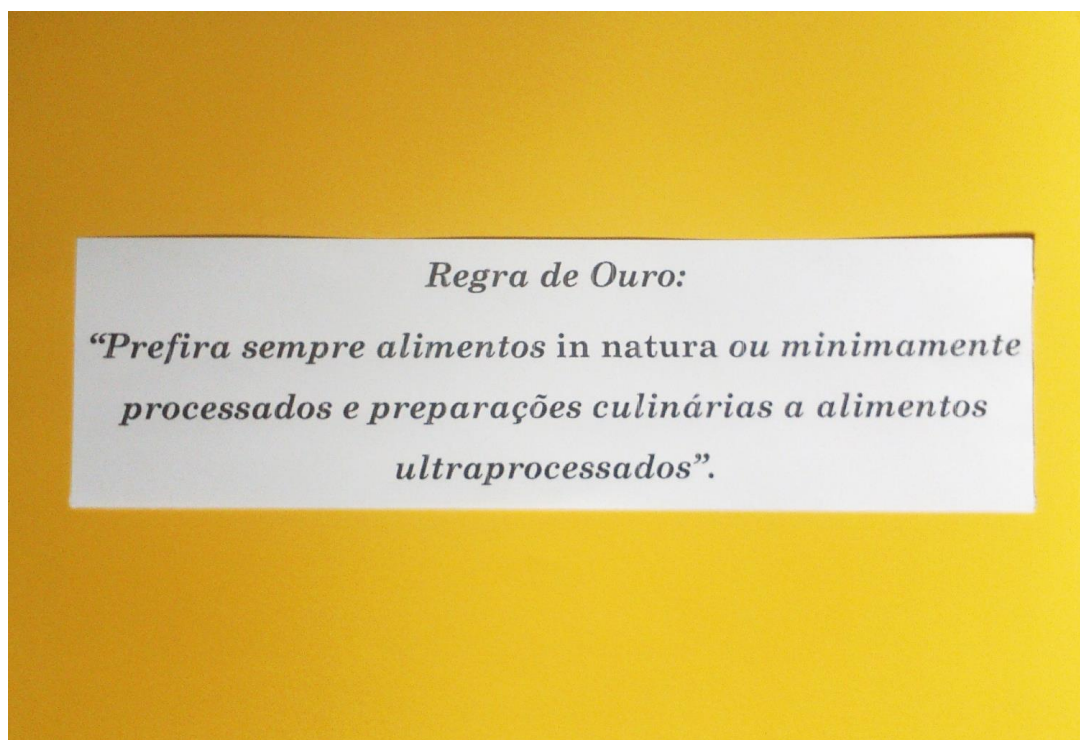 Regra de Ouro:
“Prefira sempre alimentos in natura ou minimamente
processados e preparações culinárias a alimentos
ultraprocessados”.